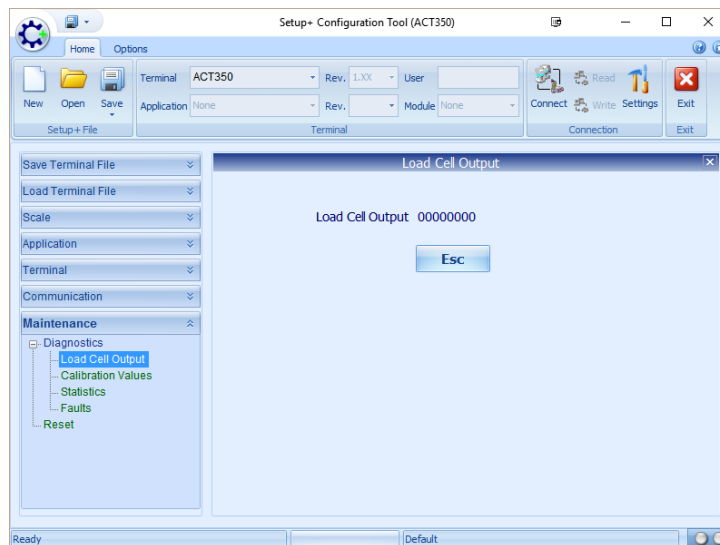 Setup+ Configuration Tool (ACT350)
Home Options
New Open Save
Setup+File
Terminal ACT350 Rev. 1.XX User
Application None Rev. Module None
Terminal
Connect Read Write Settings
Connection
Exit
Exit
Save Terminal File
Load Terminal File
Scale
Application
Terminal
Communication
Maintenance
Diagnostics
Load Cell Output
Calibration Values
Statistics
Faults
Reset
Load Cell Output
Load Cell Output 00000000
Esc
Ready Default